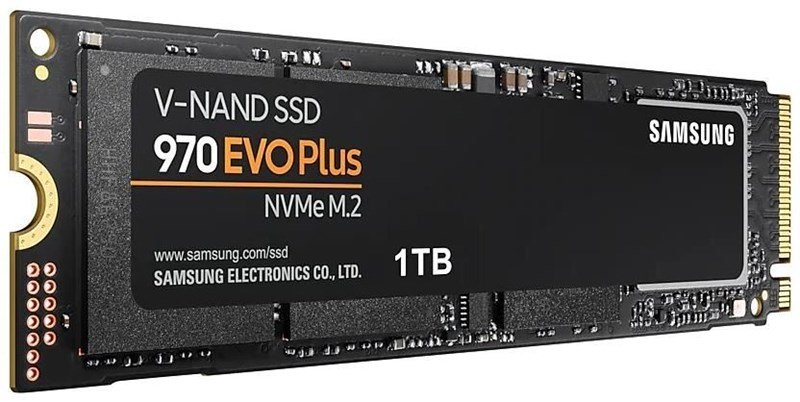 V-NAND SSD
970 EVO Plus
NVMe M.2
SAMSUNG
www.samsung.com/ssd
SAMSUNG ELECTRONICS CO., LTD.
1TB